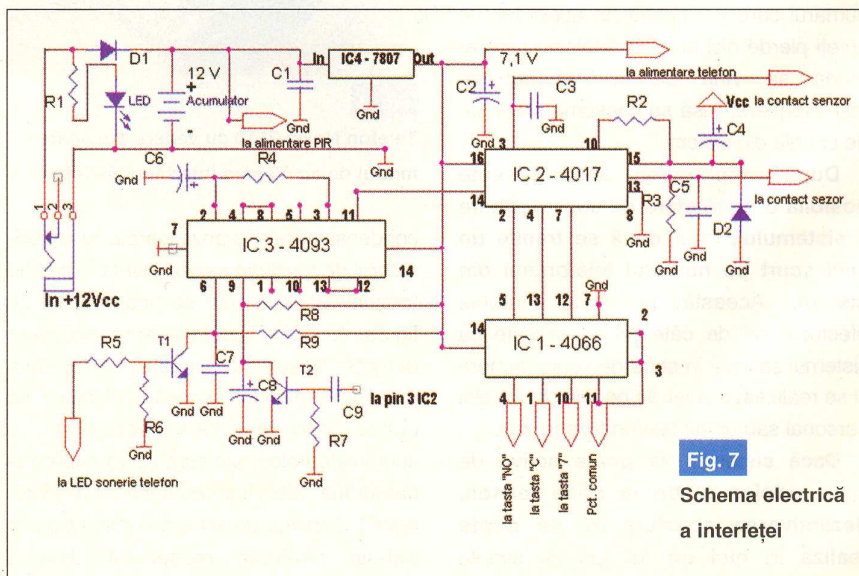 D1
R1
LED
12 V
Acumulator
C1
In
IC4 - 7807
Out
7,1 V
la alimentare telefon
C2
C3
R2
Vcc
la contact senzor
C4
la alimentare PIR
Gnd
Gnd
Gnd
Gnd
Gnd
C6
R4
Gnd
1 2 3
In +12Vcc
3
10
16
IC 2 - 4017
15
13
8
2 4 7
R3
C5
D2
la contact sezor
Gnd
Gnd
Gnd
Gnd
7
Gnd
2 4 8 5 3 11
IC 3 - 4093
14
6 9 1 10 13 12
R8
R9
5 13 12 7
Gnd
2
14
IC 1 - 4066
3
4 1 10 11
la tasta "NO"
la tasta "C"
la tasta "7"
Pct. comun
R5
T1
R6
C7
C8
T2
C9
R7
la pin 3 IC2
Gnd
Gnd
Gnd
Gnd
Gnd
Gnd
la LED sonerie telefon
Fig. 7
Schema electrică
a interfeței